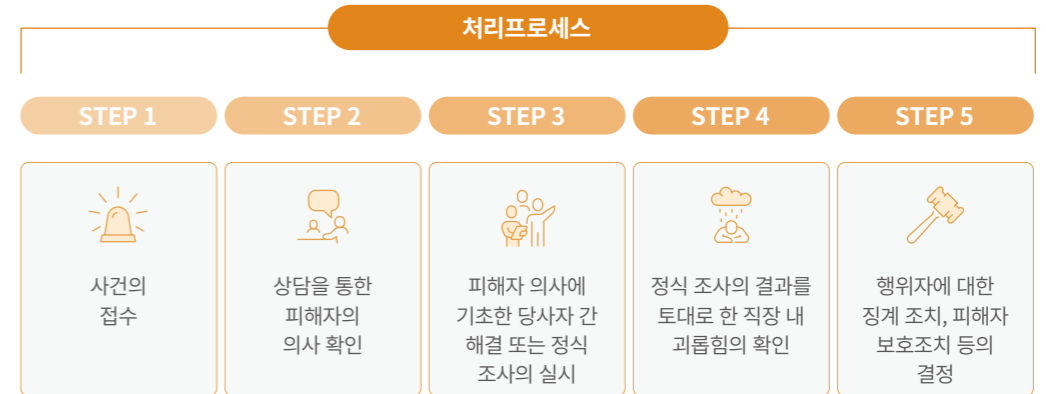 처리프로세스
STEP 1
STEP 2
STEP 3
STEP 4
STEP 5
사건의
접수
상담을 통한
피해자의
의사 확인
피해자 의사에
기초한 당사자 간
해결 또는 정식
조사의 실시
정식 조사의 결과를
토대로 한 직장 내
괴롭힘의 확인
행위자에 대한
징계 조치, 피해자
보호조치 등의
결정